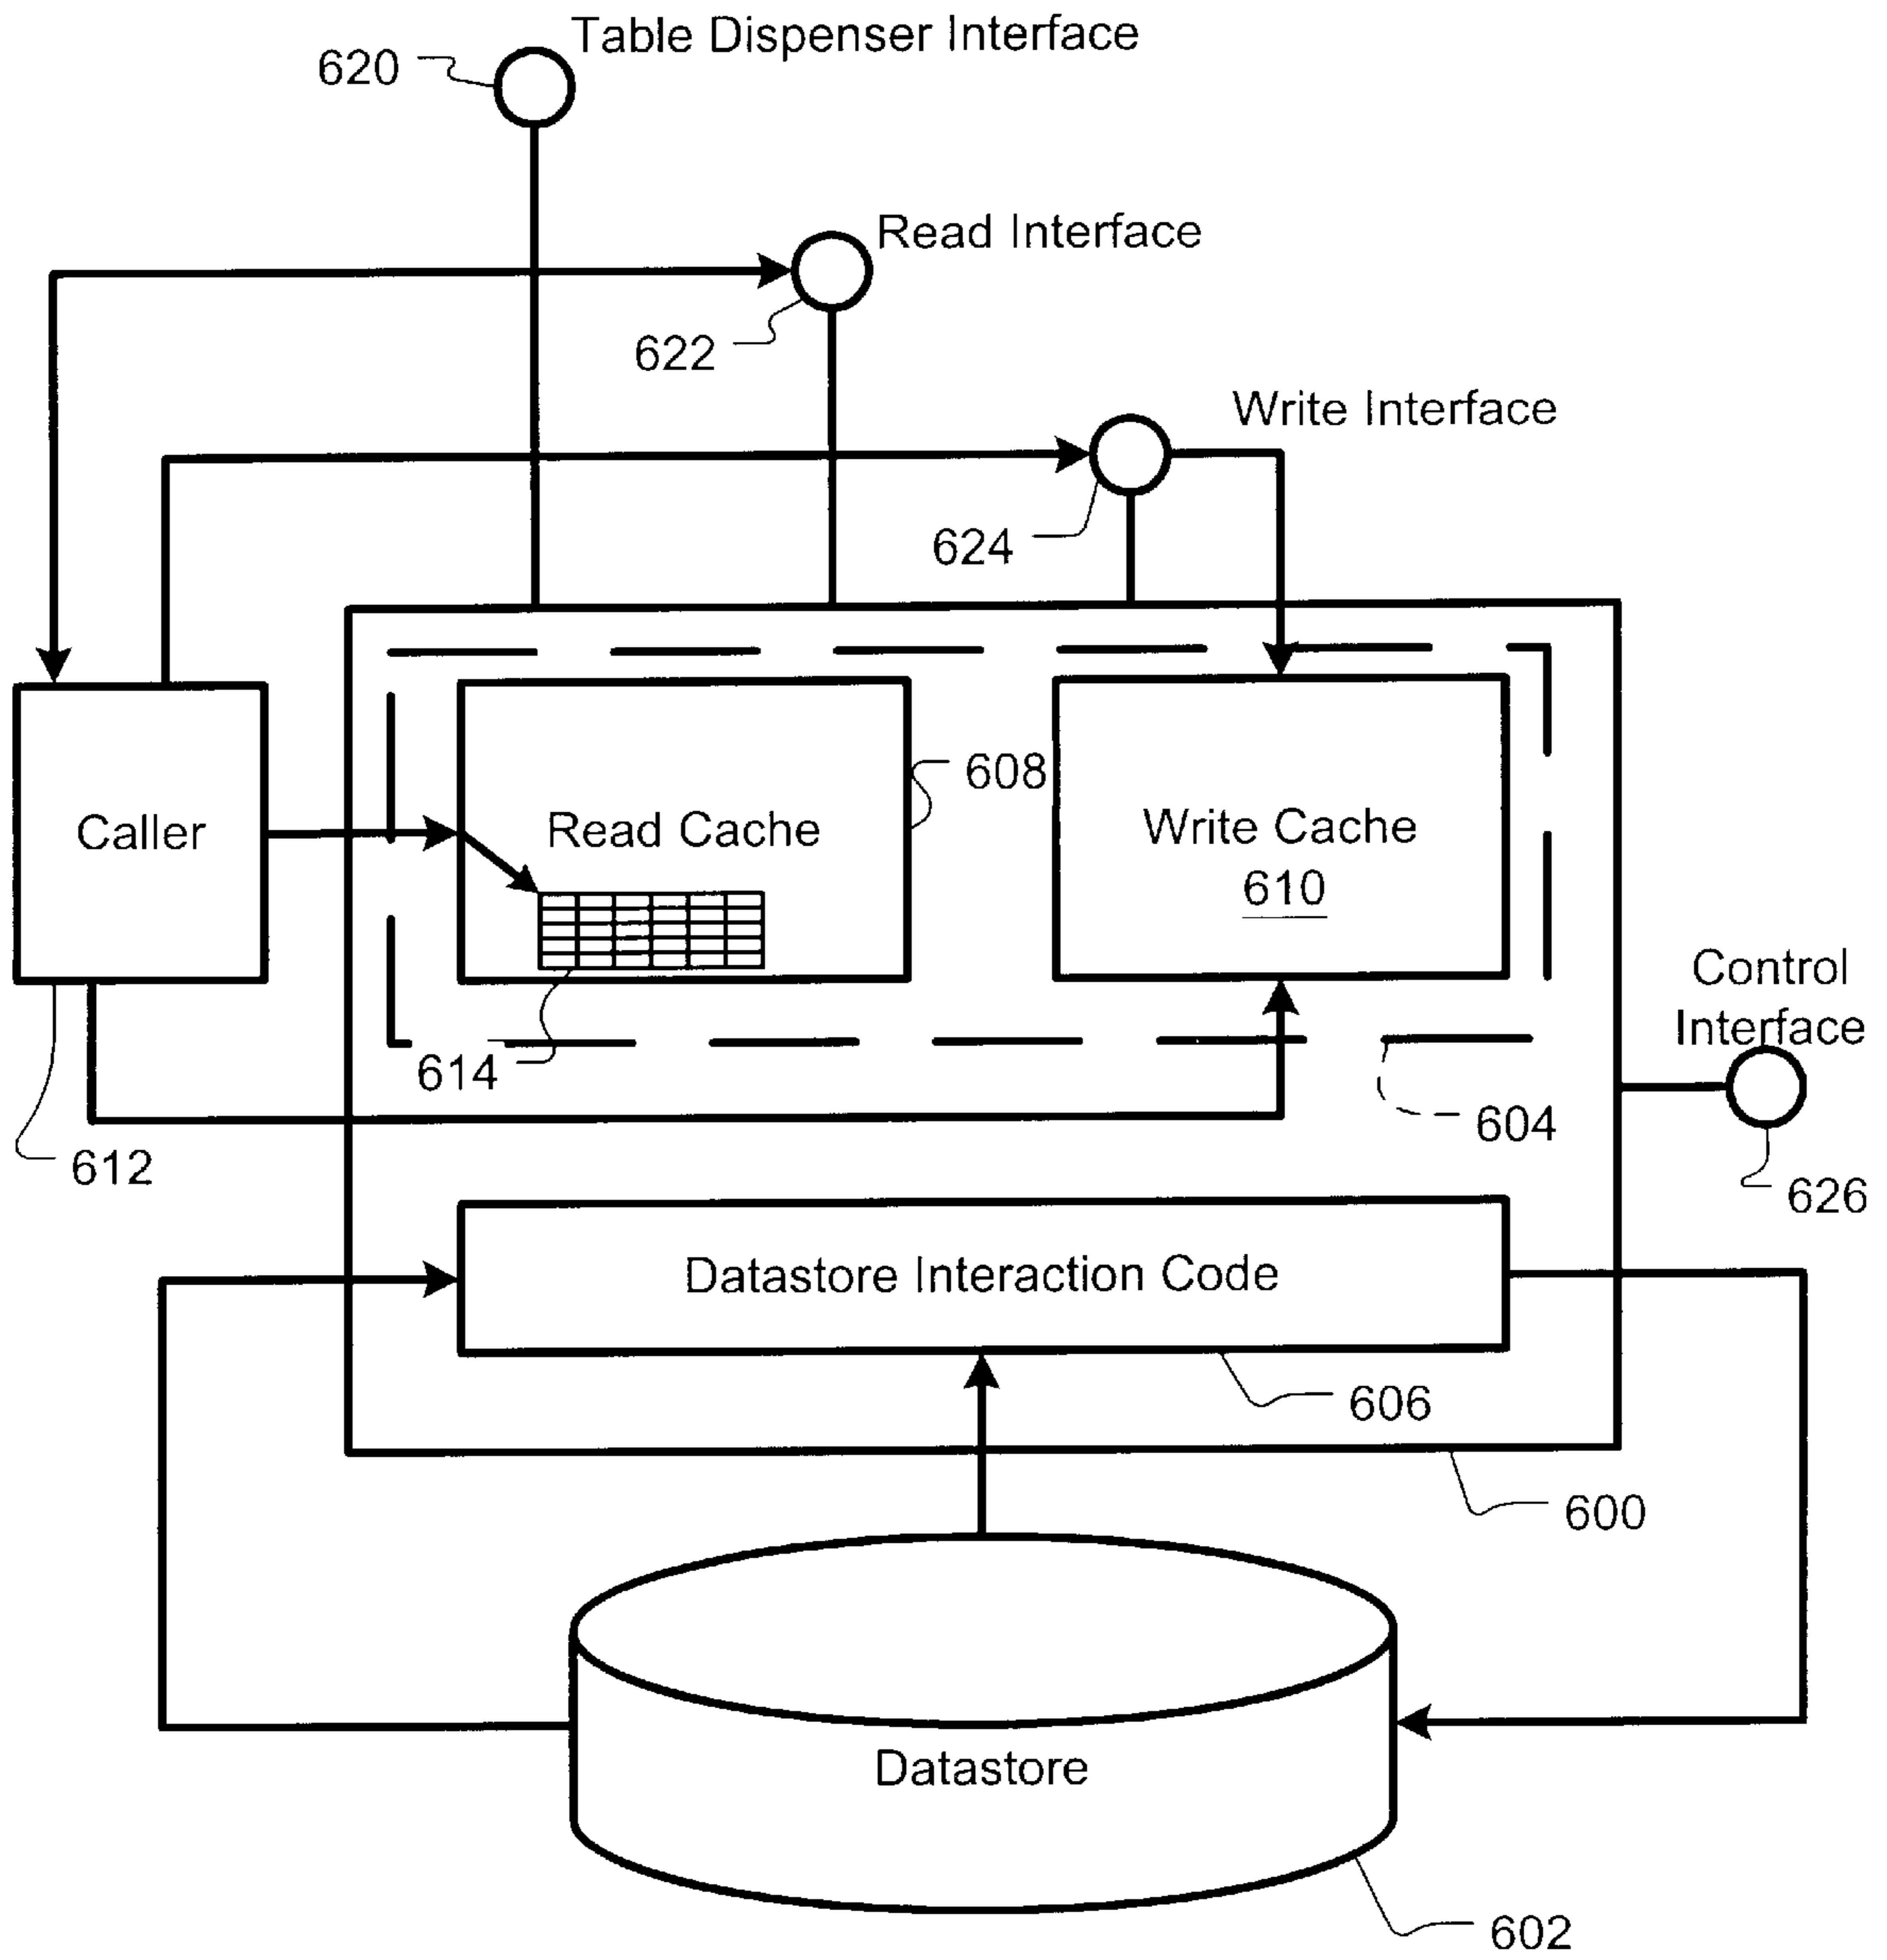 Table Dispenser Interface
620
Read Interface
622
Write Interface
624
608
Caller
Read Cache
Write Cache
610
Control
Interface
614
604
612
626
Datastore Interaction Code
606
600
Datastore
602